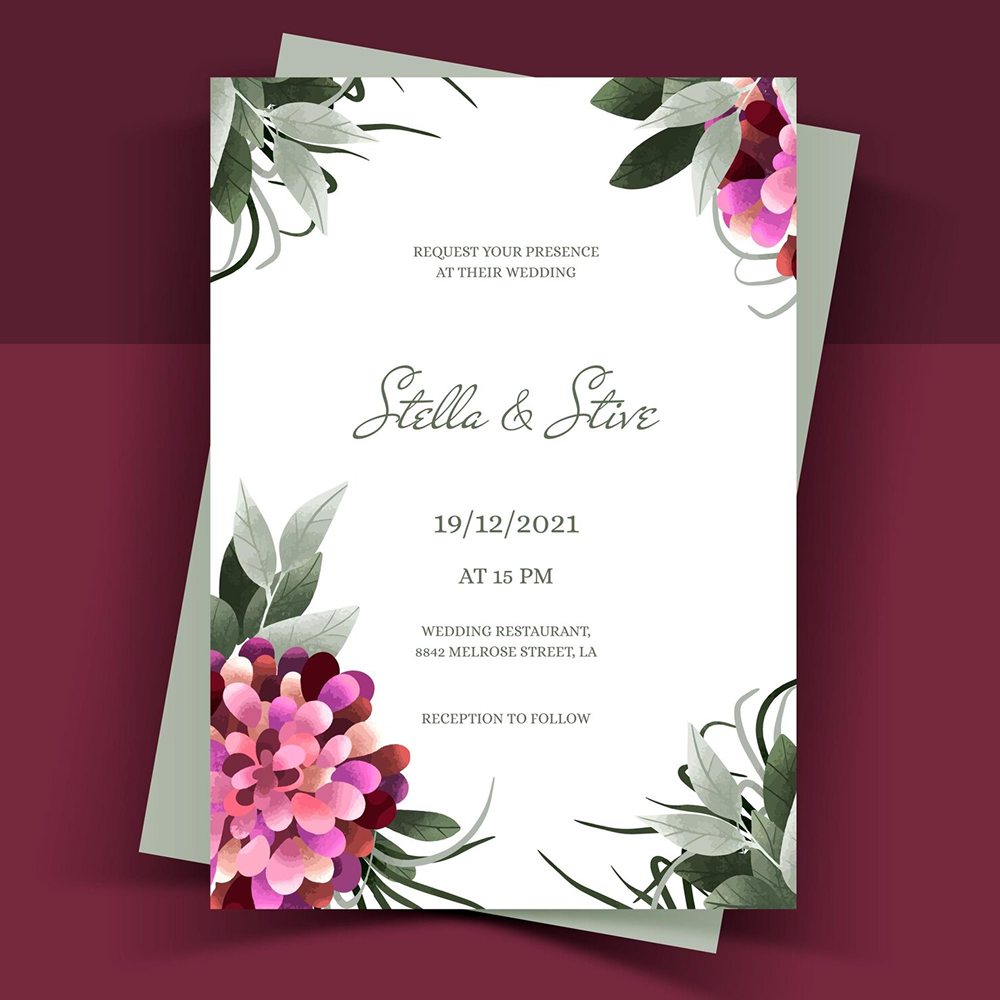 REQUEST YOUR PRESENCE
AT THEIR WEDDING
Stella & Stive
19/12/2021
AT 15 PM
WEDDING RESTAURANT,
8842 MELROSE STREET, LA
RECEPTION TO FOLLOW